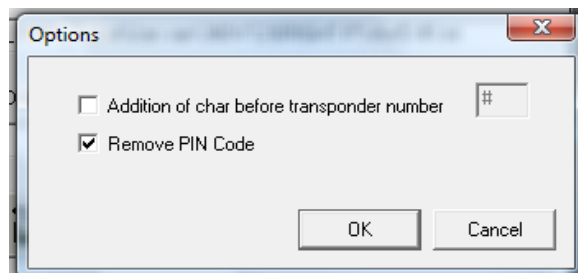 Options
Addition of char before transponder number #
Remove PIN Code
OK Cancel